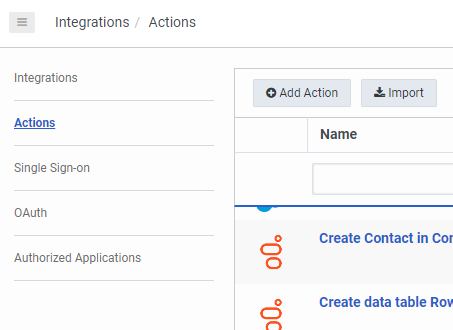 Integrations / Actions
Integrations
Actions
Single Sign-on
OAuth
Authorized Applications
Add Action
Import
Name
Create Contact in Con
Create data table Row